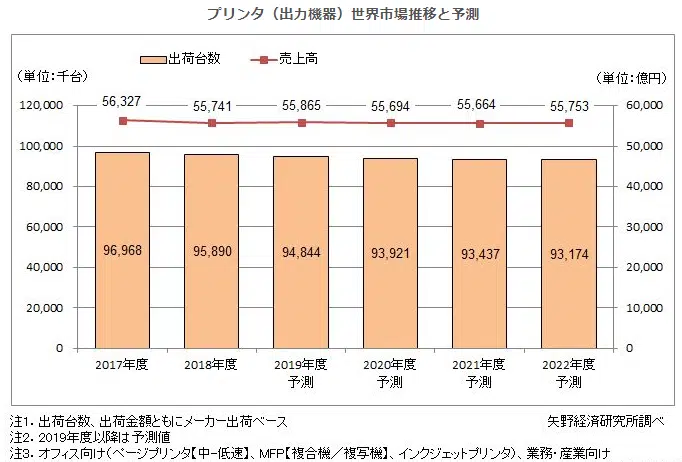 プリンタ（出力機器）世界市場推移と予測
出荷台数 売上高
（単位：千台） （単位：億円）
56,327 55,741 55,865 55,694 55,664 55,753
120,000 60,000
100,000 50,000
80,000 40,000
96,968 95,890 94,844 93,921 93,437 93,174
60,000 30,000
40,000 20,000
20,000 10,000
0 0
2017年度 2018年度 2019年度 2020年度 2021年度 2022年度
予測 予測 予測 予測
注1．出荷台数、出荷金額ともにメーカー出荷ベース 矢野経済研究所調べ
注2．2019年度以降は予測値
注3．オフィス向け（ページプリンタ【中-低速】、MFP【複合機／複写機】、インクジェットプリンタ）、業務・産業向け